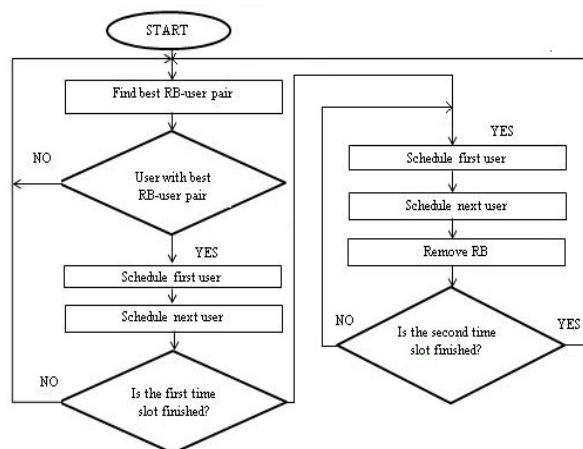 START
Find best RB-user pair
NO
User with best
RB-user pair
YES
Schedule first user
Schedule next user
NO
Is the first time
slot finished?
YES
Schedule first user
Schedule next user
Remove RB
NO
Is the second time
slot finished?
YES